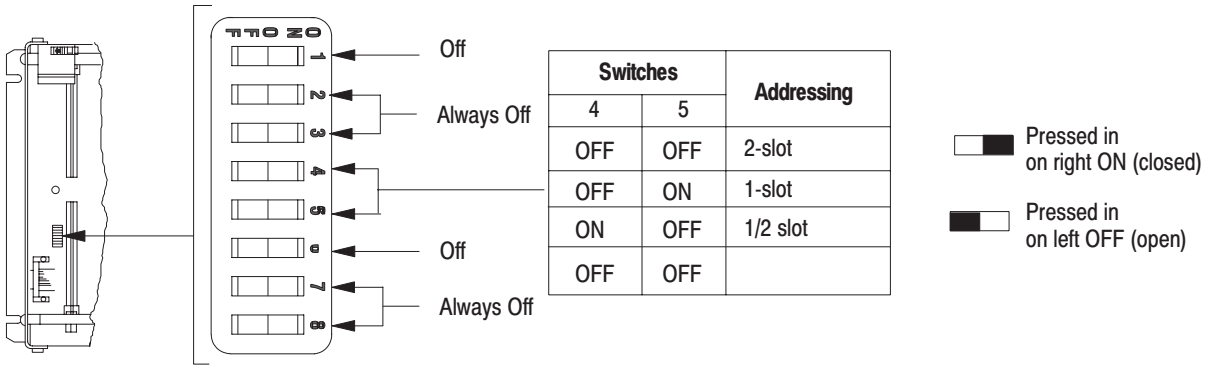 OFF ON
1
2
3
4
5
6
7
8
Off
Always Off
Off
Always Off
Switches Addressing
4 5
OFF OFF 2-slot
OFF ON 1-slot
ON OFF 1/2 slot
OFF OFF
Pressed in
on right ON (closed)
Pressed in
on left OFF (open)